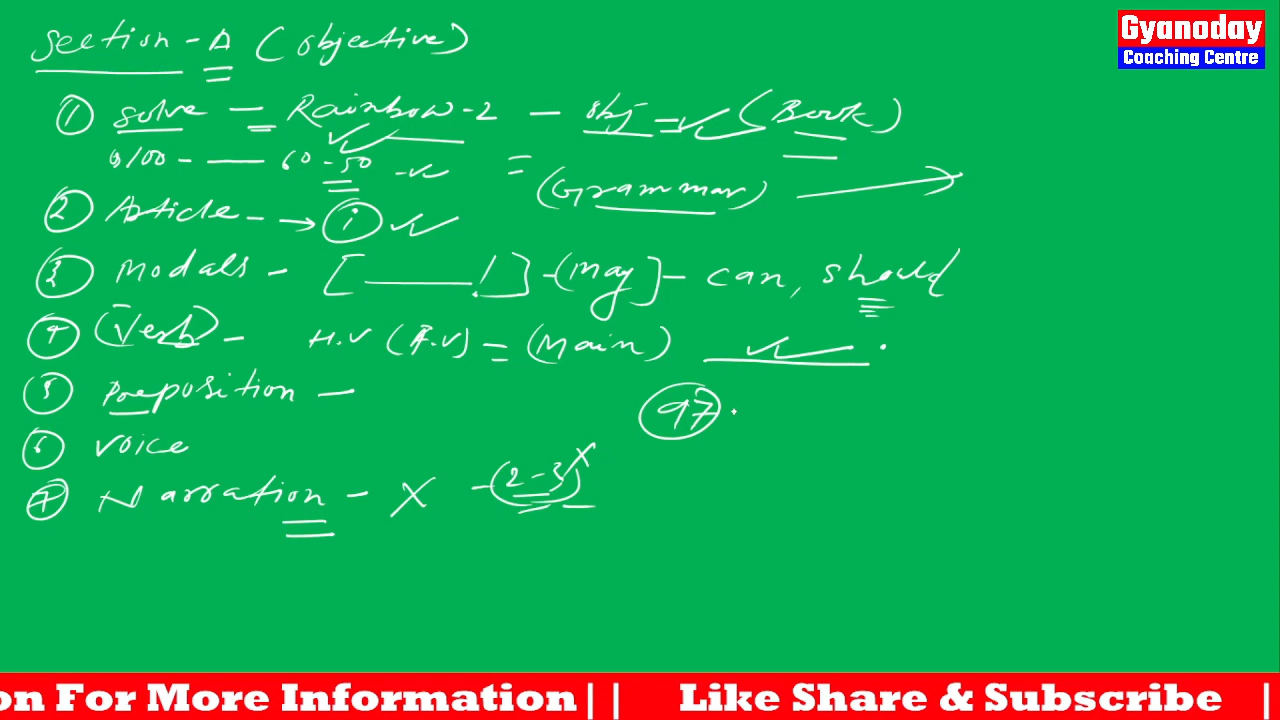 Section - A (Objective)
Gyanoday
Coaching Centre
① Solve — Rainbow-2 — Obj = (Book)
100 - — 60 - 50 - =
(Grammar)
② Article - → ①
③ Modals - [ ——— ! ] - (May] - can, should
④ (Verb) - H.V (A.V) = (Main)
⑤ Preposition —
97
⑥ Voice
⑦ Narration - X - (2-3) X
on For More Information|| Like Share & Subscribe |